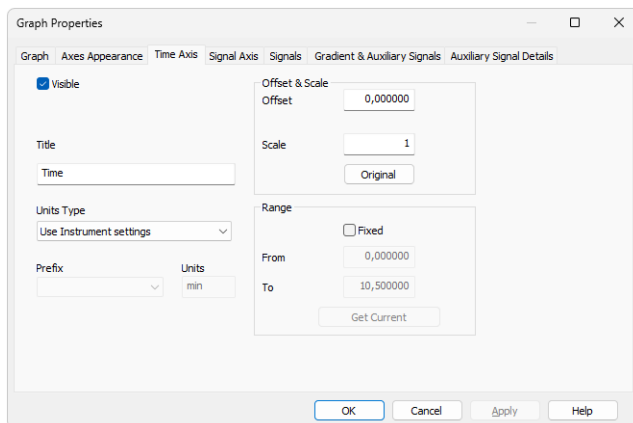 Graph Properties
Graph Axes Appearance Time Axis Signal Axis Signals Gradient & Auxiliary Signals Auxiliary Signal Details
Visible
Title
Time
Units Type
Use Instrument settings
Prefix Units
min
Offset & Scale
Offset 0,000000
Scale 1
Original
Range
Fixed
From 0,000000
To 10,500000
Get Current
OK Cancel Apply Help